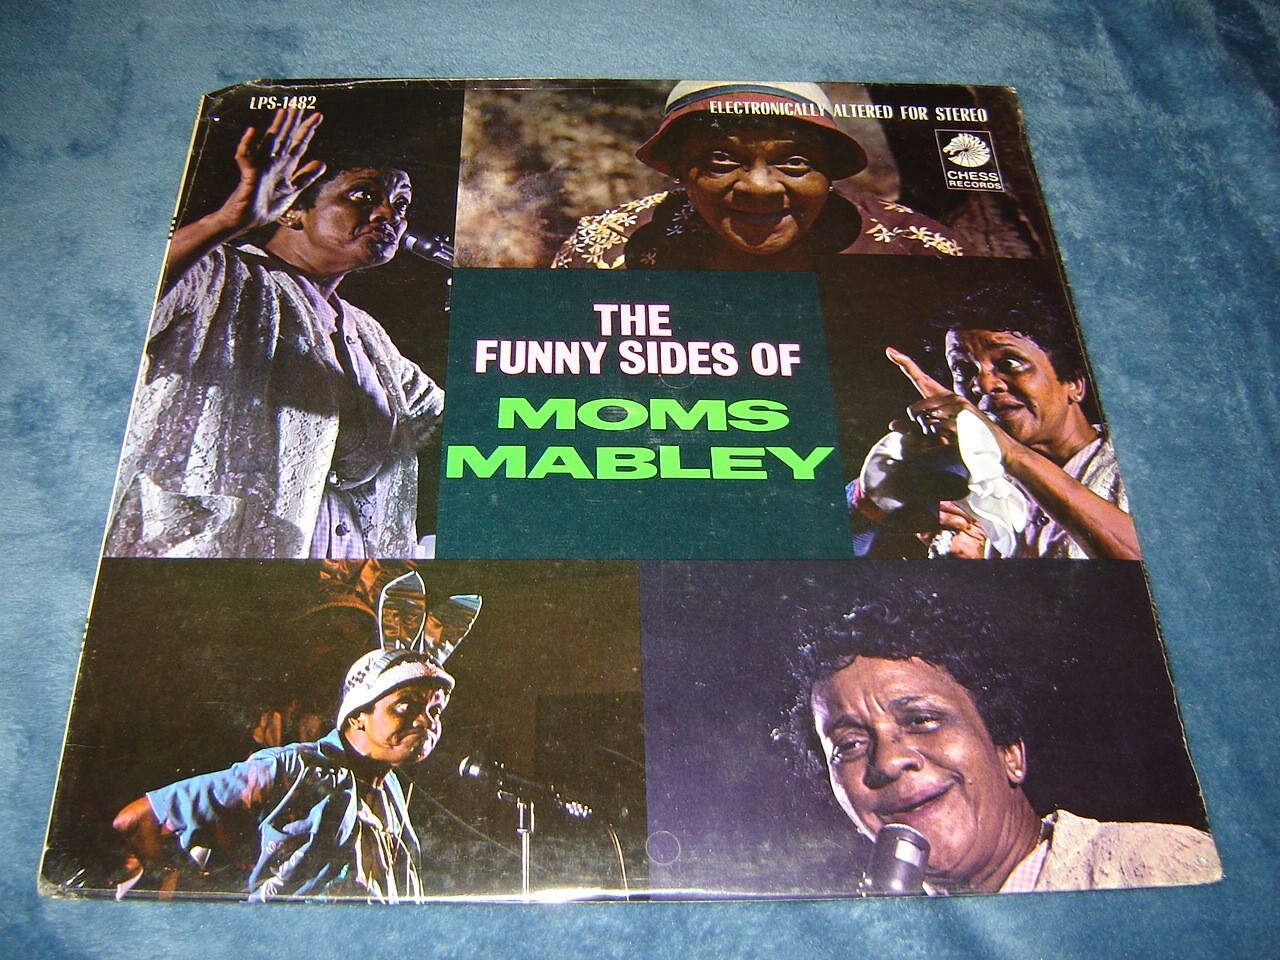 LPS-1482
ELECTRONICALLY ALTERED FOR STEREO
CHESS
RECORDS
THE
FUNNY SIDES OF
MOMS
MABLEY